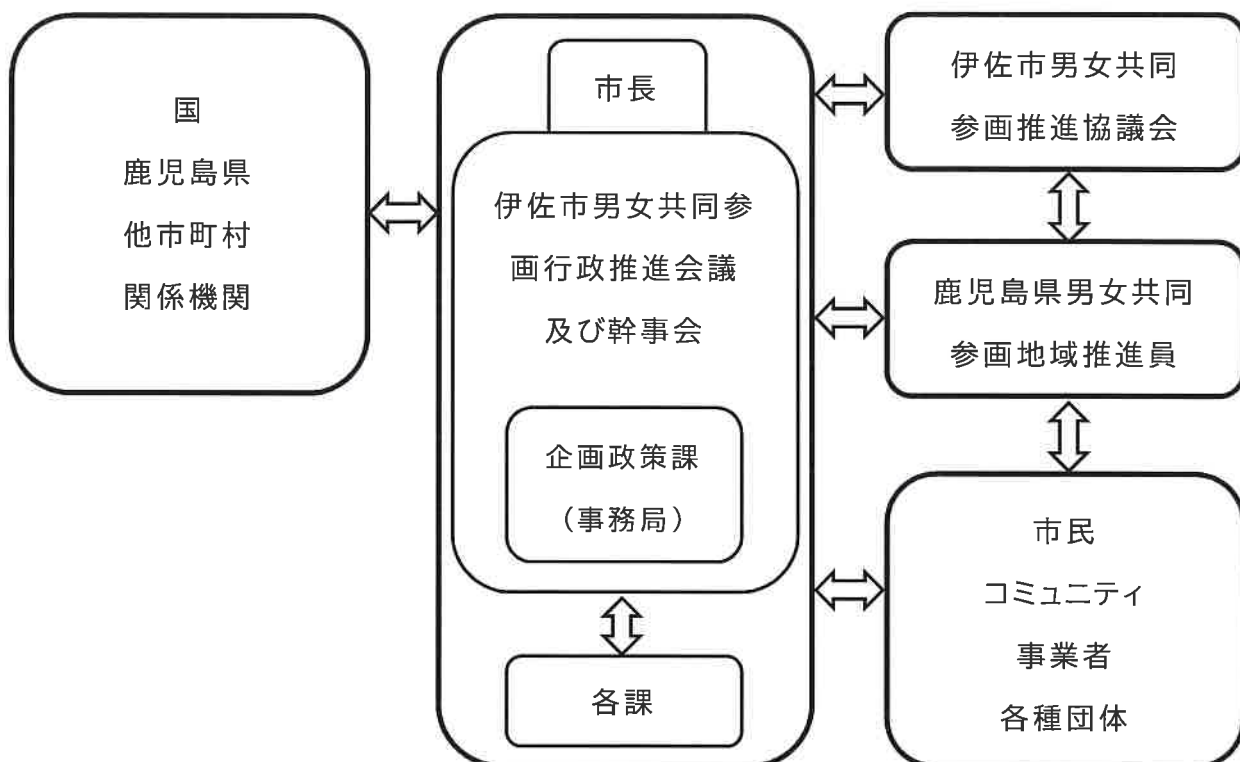 国
鹿児島県
他市町村
関係機関
市長
伊佐市男女共同参
画行政推進会議
及び幹事会
企画政策課
（事務局）
各課
伊佐市男女共同
参画推進協議会
鹿児島県男女共同
参画地域推進員
市民
コミュニティ
事業者
各種団体